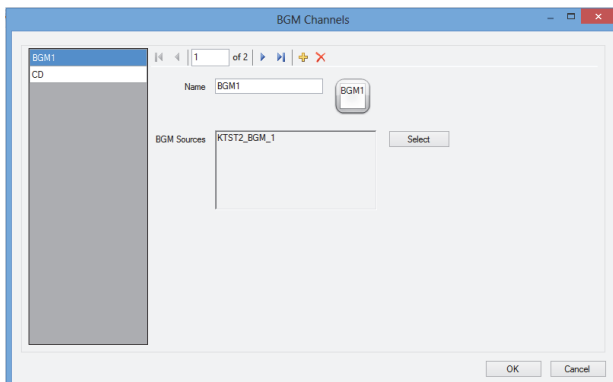 BGM Channels
BGM1
CD
1 of 2
Name BGM1 BGM1
BGM Sources KTST2_BGM_1 Select
OK Cancel